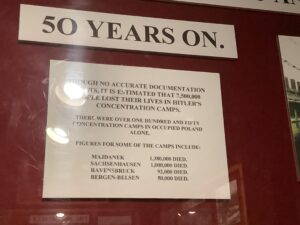 50 YEARS ON.
THOUGH NO ACCURATE DOCUMENTATION
IT IS ESTIMATED THAT 7,500,000
LOST THEIR LIVES IN HITLER'S
CONCENTRATION CAMPS.
THERE WERE OVER ONE HUNDRED AND FIFTY
CONCENTRATION CAMPS IN OCCUPIED POLAND
ALONE.
FIGURES FOR SOME OF THE CAMPS INCLUDE:
MAJDANEK 1,380,000 DIED.
SACHSENHAUSEN 1,000,000 DIED.
RAVENSBRUCK 92,000 DIED.
BERGEN-BELSEN 50,000 DIED.